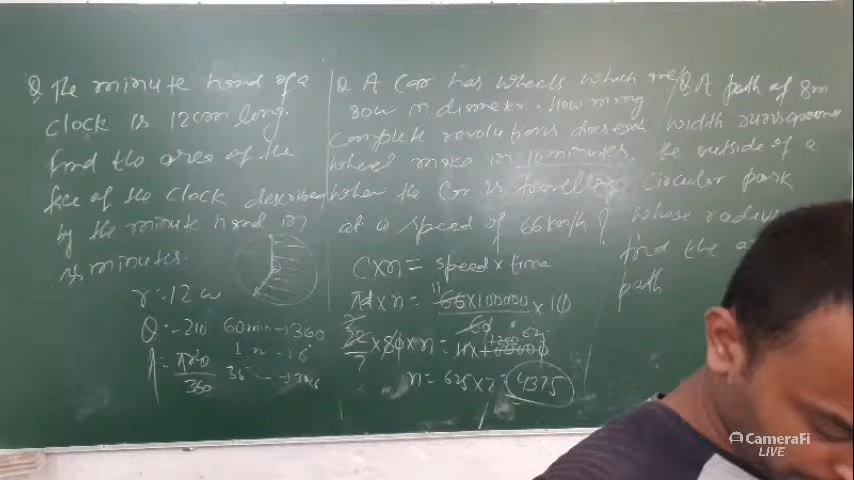 Q. The minute hand of a
clock is 12cm long.
find the area of the
face of the clock described
by the minute hand in
35 minutes.
r = 12 cm
θ = 210 60 min - 360
1 m - 6
A = πr²θ/360 35 -
Q A Car has wheels which are
80cm in diameter. How many
complete revolutions does each
wheel make in 10 minutes.
when the Car is travelling
at a speed of 66 km/h ?
C×n = speed × time
πd × n = 66×100000/60 × 10
22/7 × 80 × n = 11×100000
n = 625×7 = 4375
Q A path of 8m
width runs around
the outside of a
circular park
whose radius
find the
path
CameraFi
LIVE